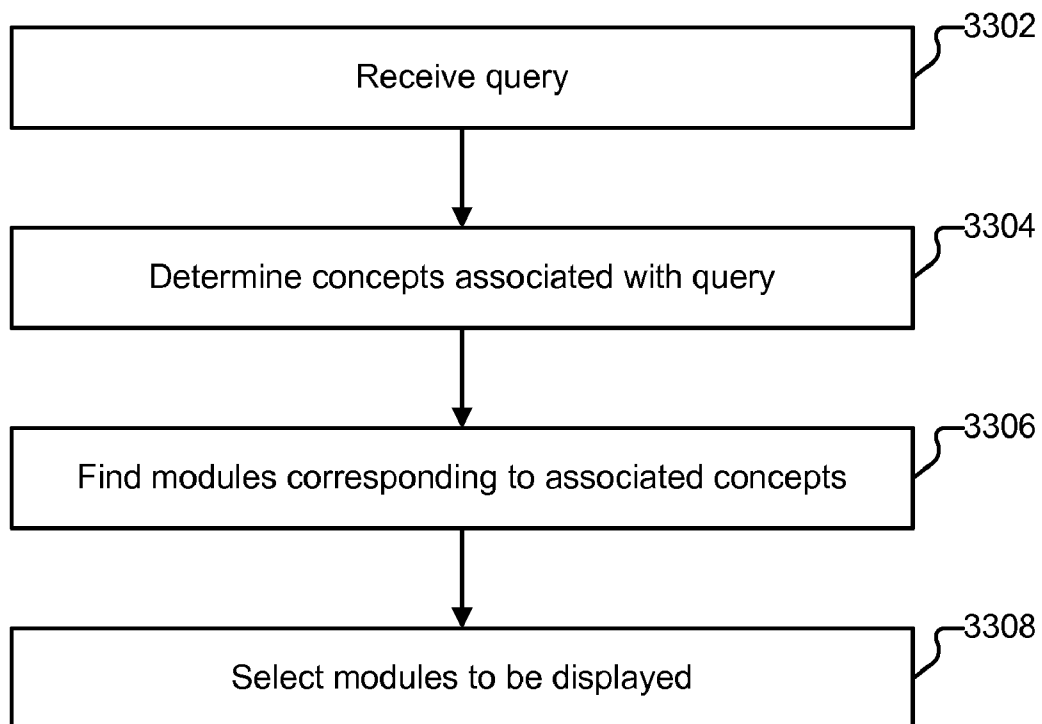 3302
Receive query
3304
Determine concepts associated with query
3306
Find modules corresponding to associated concepts
3308
Select modules to be displayed